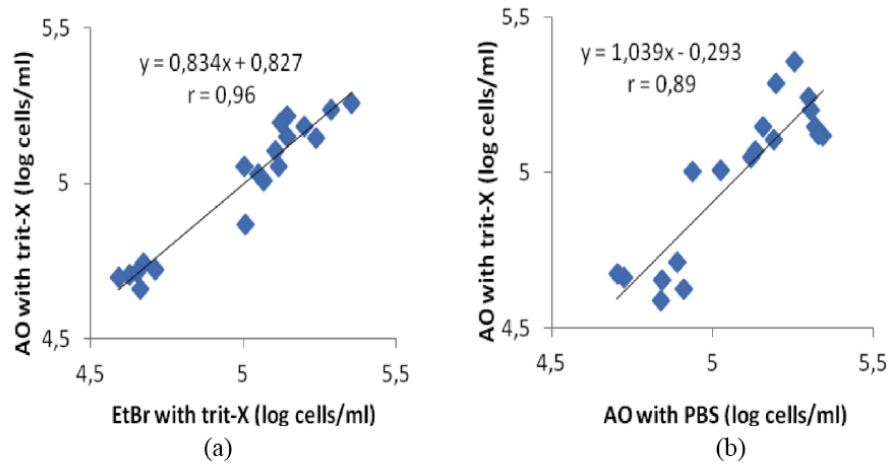 5,5
y = 0,834x + 0,827
r = 0,96
5
4,5
4,5 5 5,5
AO with trit-X (log cells/ml)
EtBr with trit-X (log cells/ml)
(a)
5,5
y = 1,039x - 0,293
r = 0,89
5
4,5
4,5 5 5,5
AO with trit-X (log cells/ml)
AO with PBS (log cells/ml)
(b)